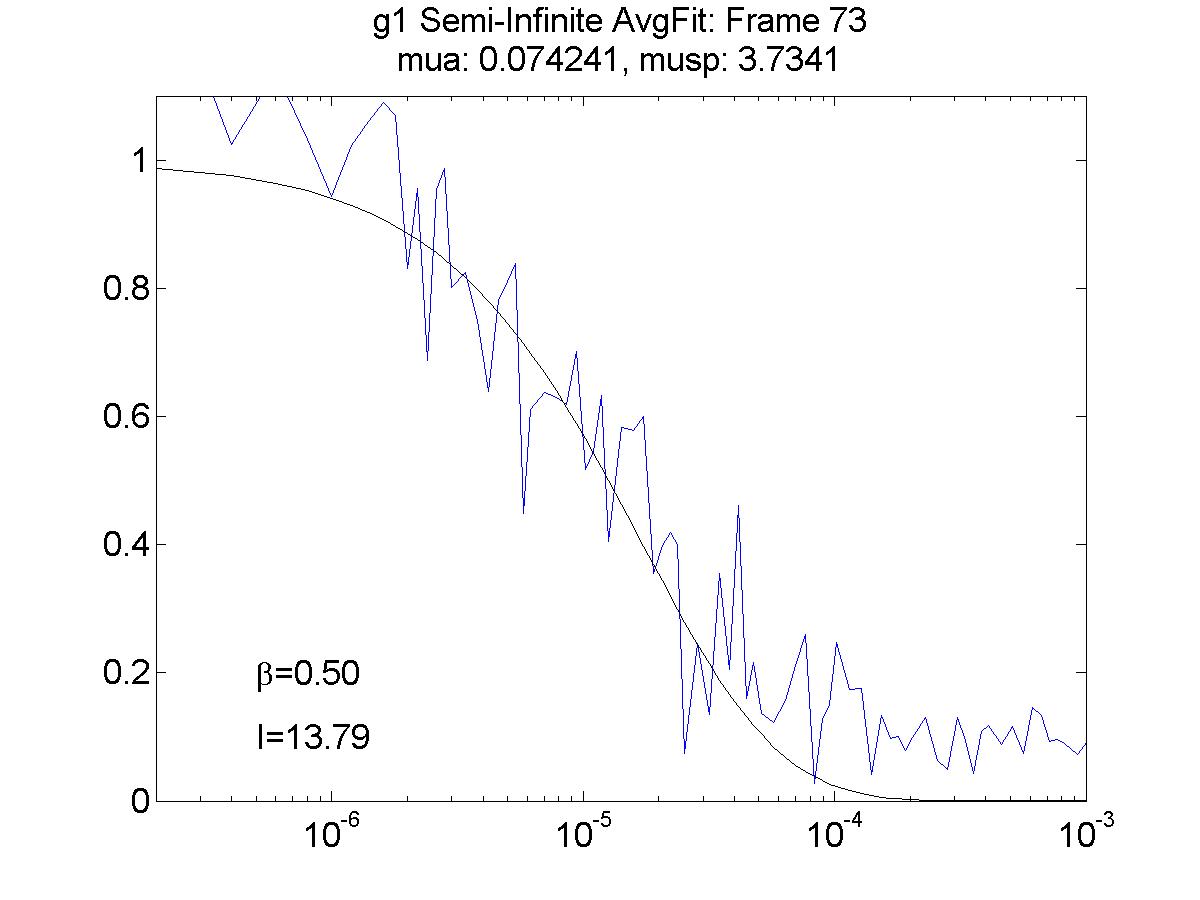 g1 Semi-Infinite AvgFit: Frame 73
mua: 0.074241, musp: 3.7341
1
0.8
0.6
0.4
0.2
0
β=0.50
I=13.79
10^-6
10^-5
10^-4
10^-3